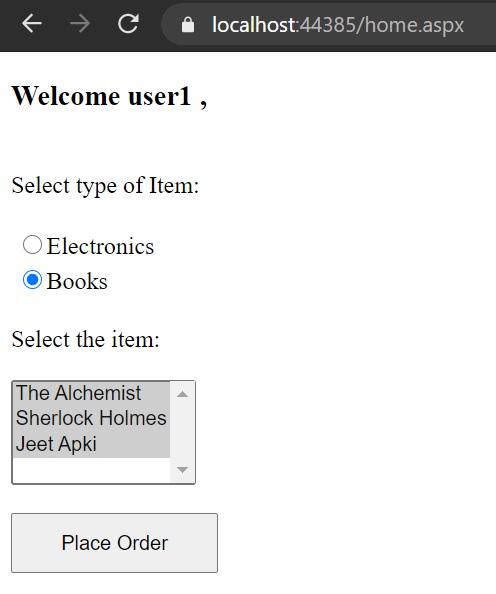 localhost:44385/home.aspx
Welcome user1 ,
Select type of Item:
Electronics
Books
Select the item:
The Alchemist
Sherlock Holmes
Jeet Apki
Place Order